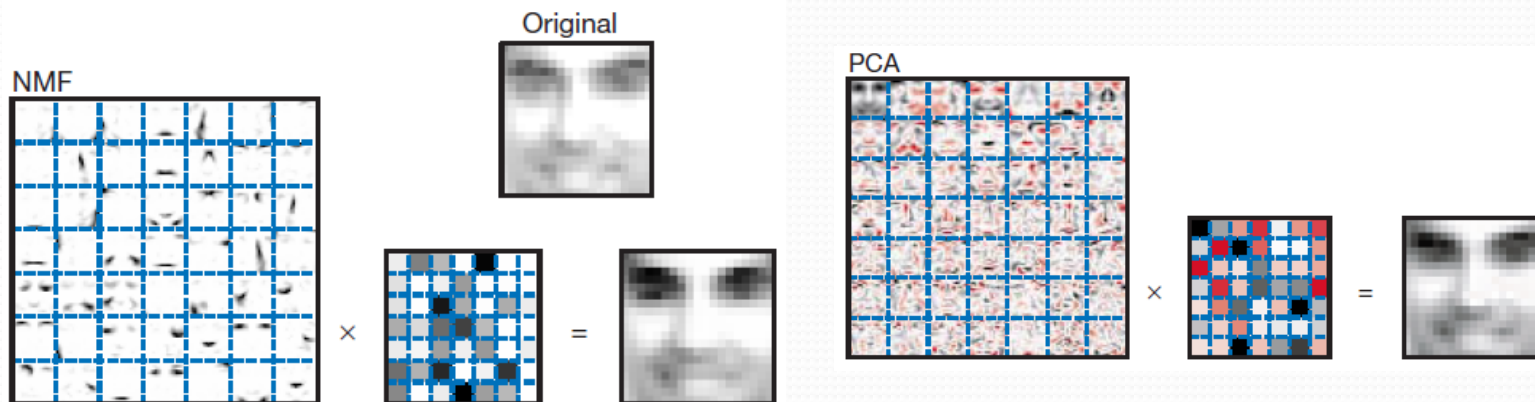 Original
NMF
×
=
PCA
×
=